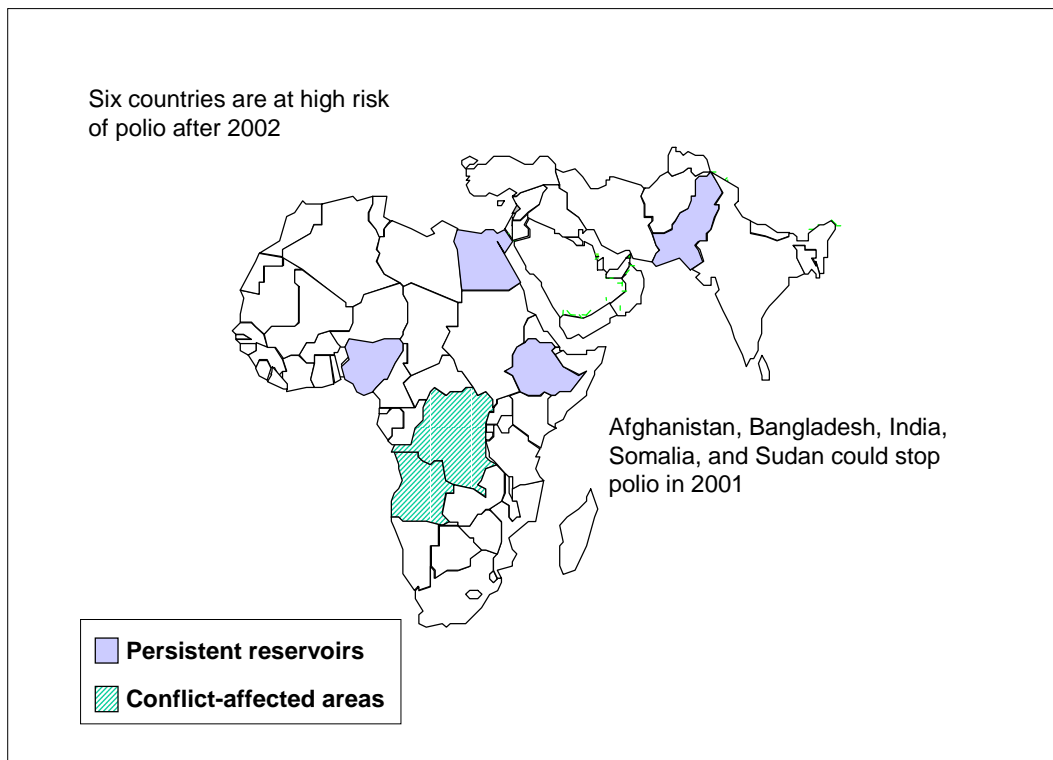 Six countries are at high risk
of polio after 2002
Afghanistan, Bangladesh, India,
Somalia, and Sudan could stop
polio in 2001
Persistent reservoirs
Conflict-affected areas